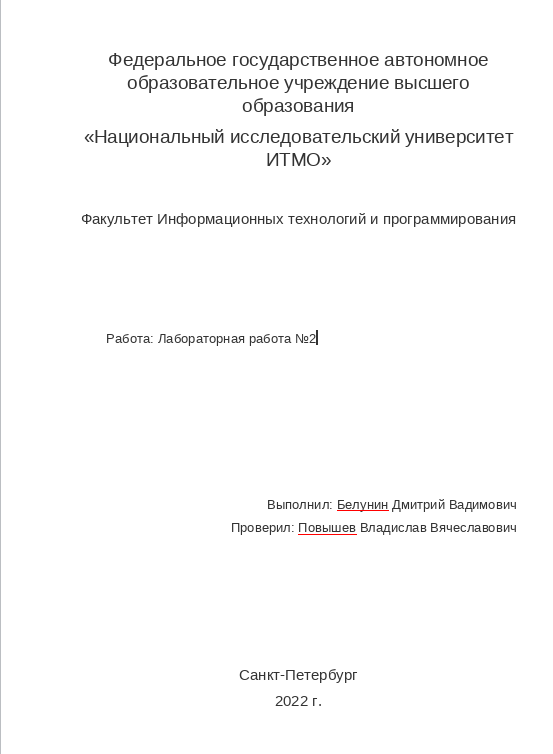 Федеральное государственное автономное
образовательное учреждение высшего
образования
«Национальный исследовательский университет
ИТМО»
Факультет Информационных технологий и программирования
Работа: Лабораторная работа №2
Выполнил: Белунин Дмитрий Вадимович
Проверил: Повышев Владислав Вячеславович
Санкт-Петербург
2022 г.